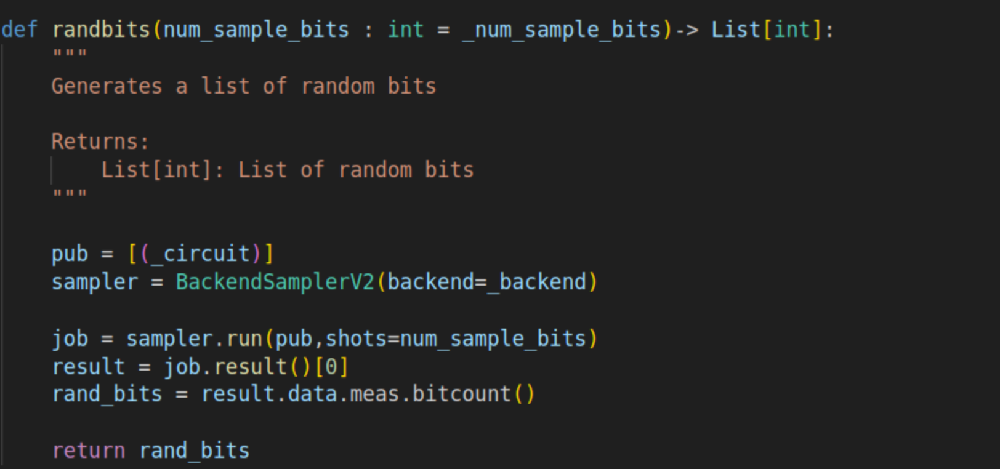 def randbits(num_sample_bits : int = _num_sample_bits)-> List[int]:
    """
    Generates a list of random bits

    Returns:
        List[int]: List of random bits
    """

    pub = [(_circuit)]
    sampler = BackendSamplerV2(backend=_backend)

    job = sampler.run(pub,shots=num_sample_bits)
    result = job.result()[0]
    rand_bits = result.data.meas.bitcount()

    return rand_bits